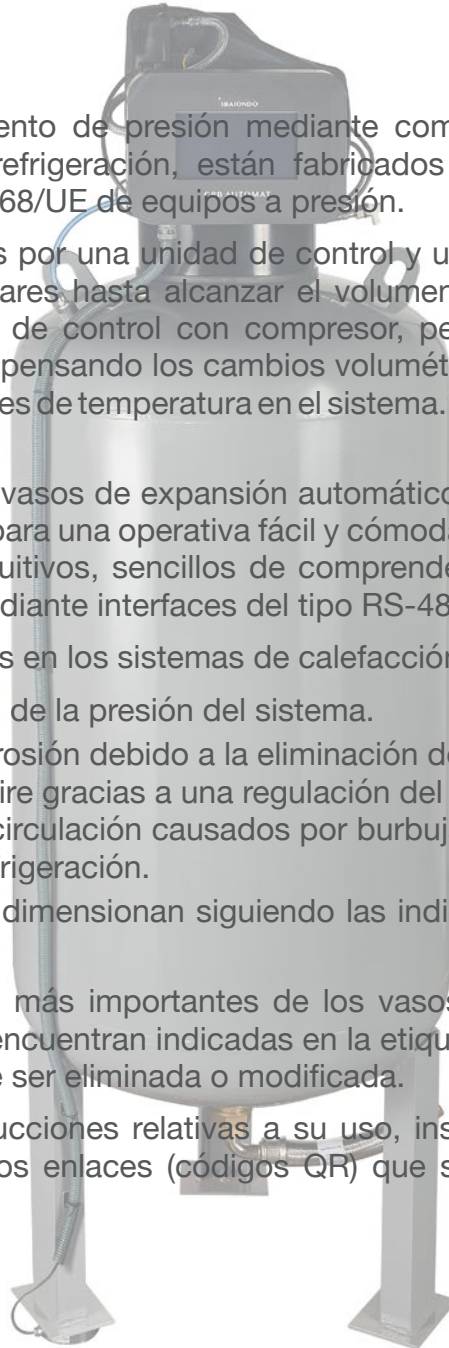 IBAIONDO
ento de presión mediante com
refrigeración, están fabricados
68/UE de equipos a presión.
s por una unidad de control y u
ares hasta alcanzar el volumen
de control con compresor, pe
pensando los cambios volumét
es de temperatura en el sistema.
vasos de expansión automático
para una operativa fácil y cómoda
uitivos, sencillos de comprende
diante interfaces del tipo RS-48
s en los sistemas de calefacción
de la presión del sistema.
rosión debido a la eliminación de
ire gracias a una regulación del
circulación causados por burbuj
frigeración.
dimensionan siguiendo las indi
más importantes de los vasos
encuentran indicadas en la etiqu
e ser eliminada o modificada.
ucciones relativas a su uso, ins
os enlaces (códigos QR) que s